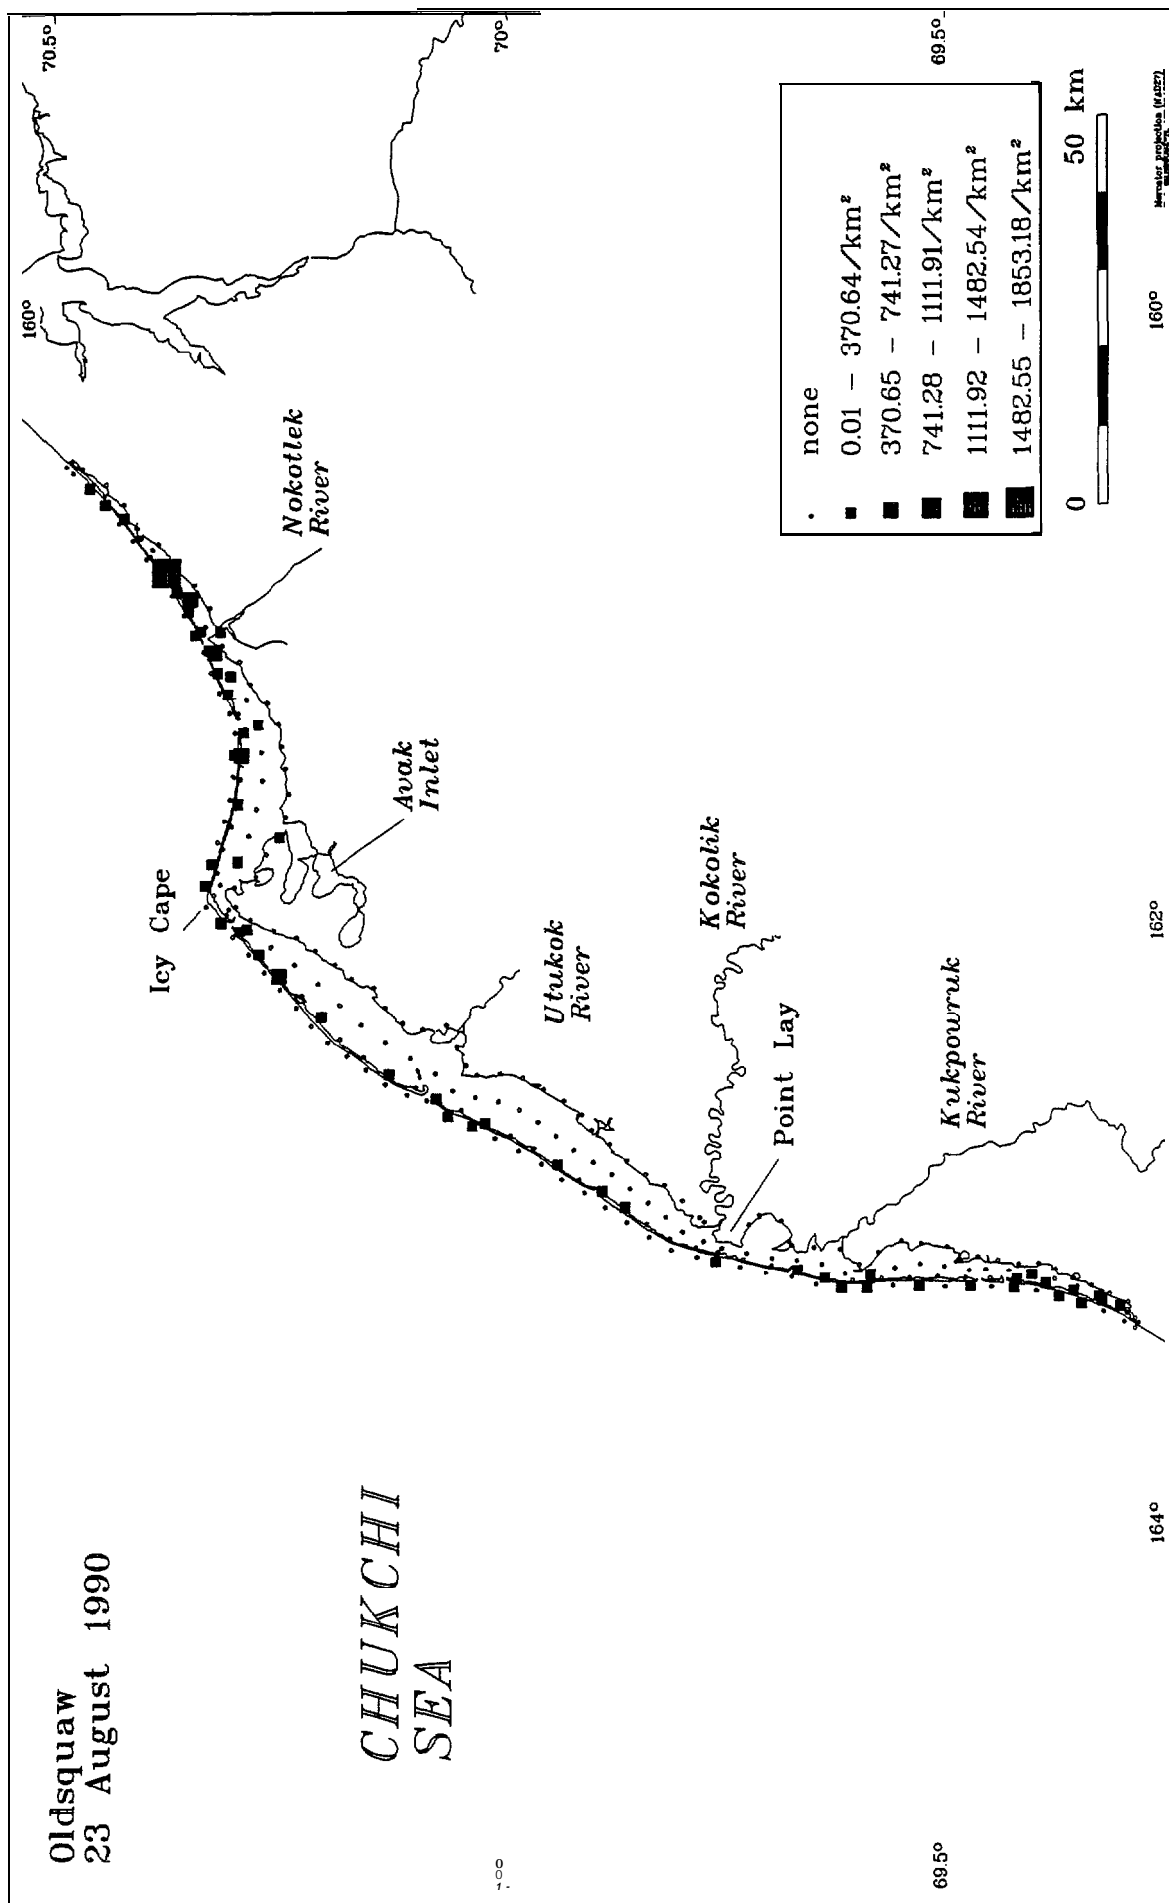 Oldsquaw
23 August 1990
CHUKCHI
SEA
70.5°
70°
69.5°
160°
Nokotlek
River
Avak
Inlet
Icy Cape
Utukok
River
Kokolik
River
Point Lay
Kukpowruk
River
none
0.01 – 370.64/km²
370.65 – 741.27/km²
741.28 – 1111.91/km²
1111.92 – 1482.54/km²
1482.55 – 1853.18/km²
0 50 km
Mercator projection (NAD27)
69.5°
164°
162°
160°